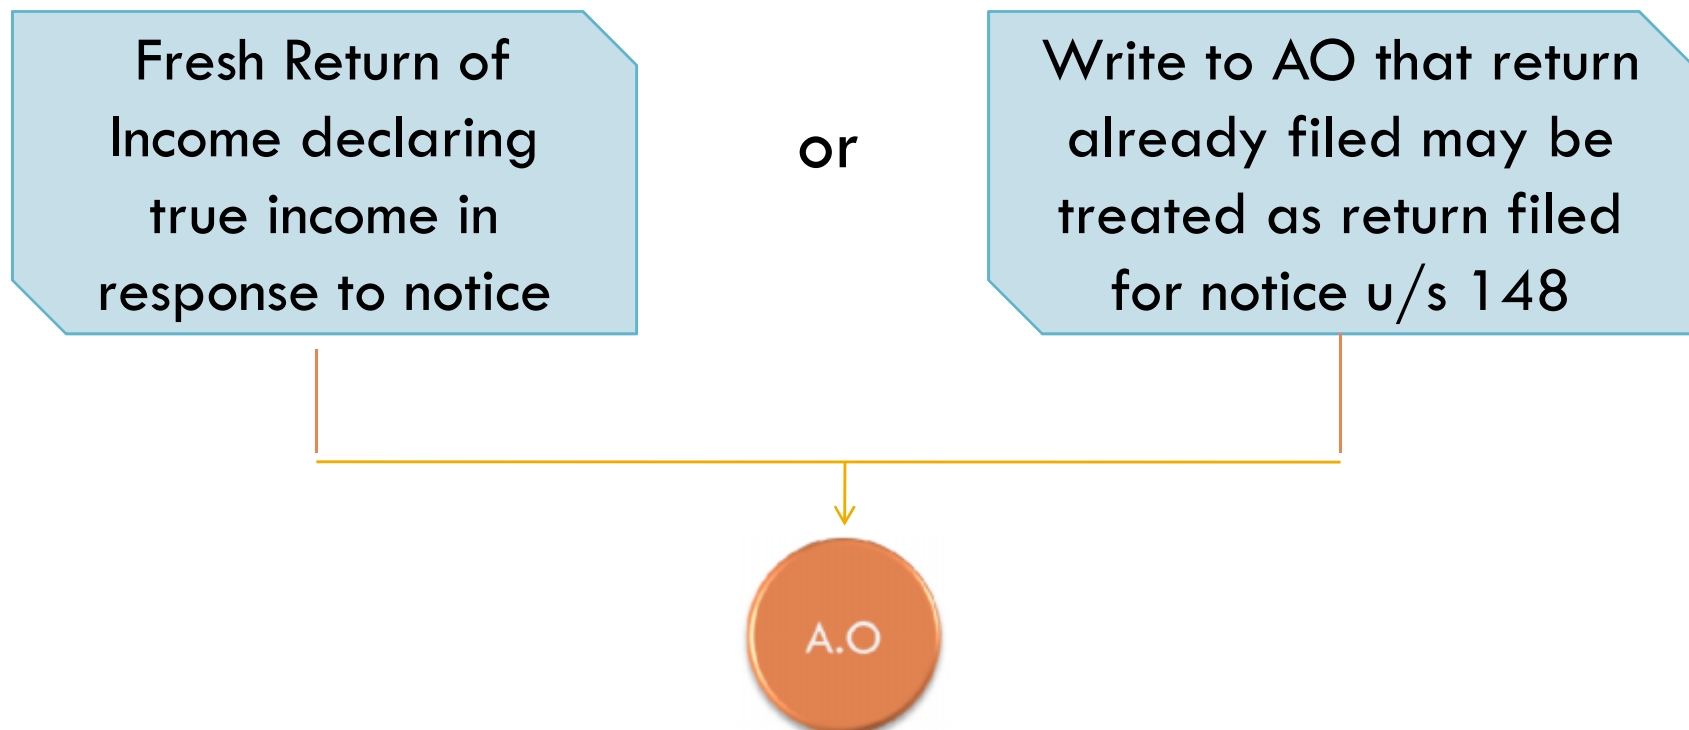 Fresh Return of
Income declaring
true income in
response to notice
or
Write to AO that return
already filed may be
treated as return filed
for notice u/s 148
A.O